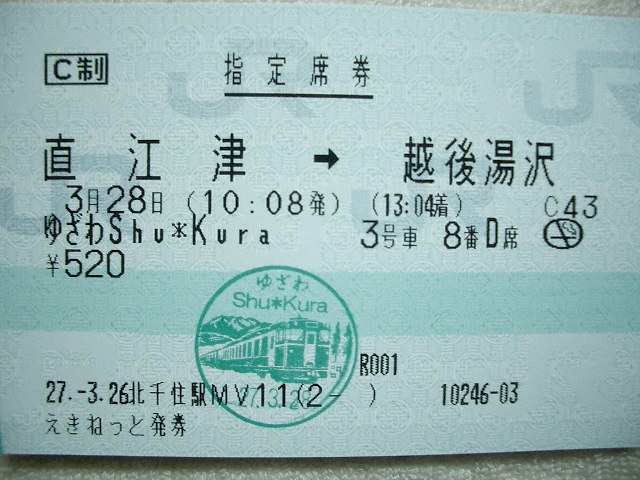 C制
指定席券
直江津 → 越後湯沢
3月28日 (10:08発) (13:04着) C43
ゆざわShu*Kura 3号車 8番D席
¥520
ゆざわ
Shu*Kura
27.3.28
R001
27.-3.26北千住駅MV11(2- ) 10246-03
えきねっと発券